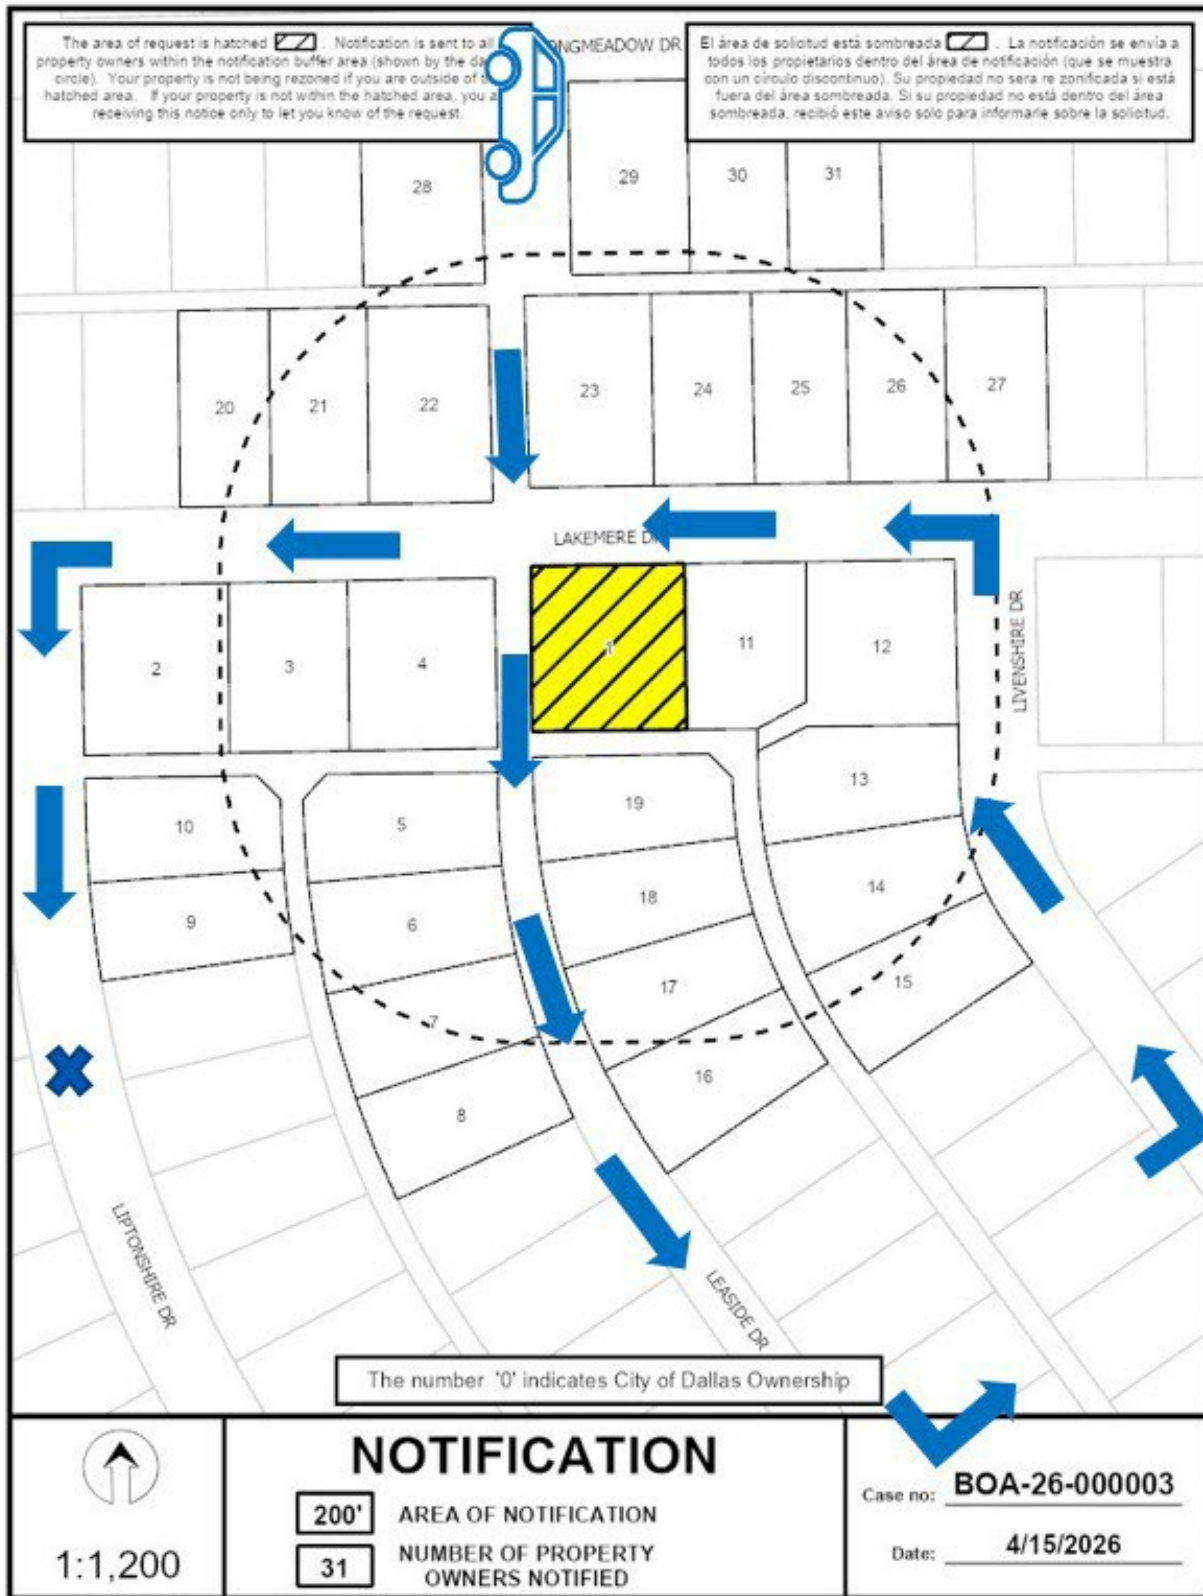 The area of request is hatched . Notification is sent to all
property owners within the notification buffer area (shown by the da
circle). Your property is not being rezoned if you are outside of t
hatched area. If your property is not within the hatched area, you a
receiving this notice only to let you know of the request.
ONGMEADOW DR
El área de solicitud está sombreada . La notificación se envía a
todos los propietarios dentro del área de notificación (que se muestra
con un círculo discontinuo). Su propiedad no sera re zonificada si está
fuera del área sombreada. Si su propiedad no está dentro del área
sombreada, recibió este aviso solo para informarle sobre la solicitud.
28
29
30
31
20
21
22
23
24
25
26
27
LAKEMERE DR
2
3
4
1
11
12
LIVENSHIRE DR
10
5
19
13
9
6
18
14
7
17
15
8
16
LIPTONSHIRE DR
LEASIDE DR
The number '0' indicates City of Dallas Ownership
1:1,200
NOTIFICATION
200' AREA OF NOTIFICATION
31 NUMBER OF PROPERTY
OWNERS NOTIFIED
Case no: BOA-26-000003
Date: 4/15/2026